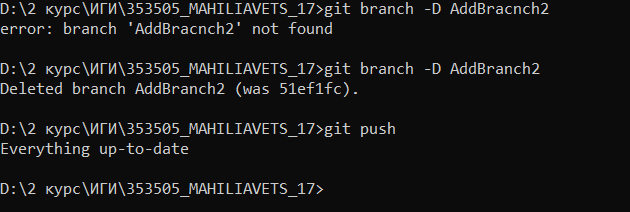 D:\2 курс\ИГИ\353505_MAHILIAVETS_17>git branch -D AddBracnch2
error: branch 'AddBracnch2' not found
D:\2 курс\ИГИ\353505_MAHILIAVETS_17>git branch -D AddBranch2
Deleted branch AddBranch2 (was 51ef1fc).
D:\2 курс\ИГИ\353505_MAHILIAVETS_17>git push
Everything up-to-date
D:\2 курс\ИГИ\353505_MAHILIAVETS_17>